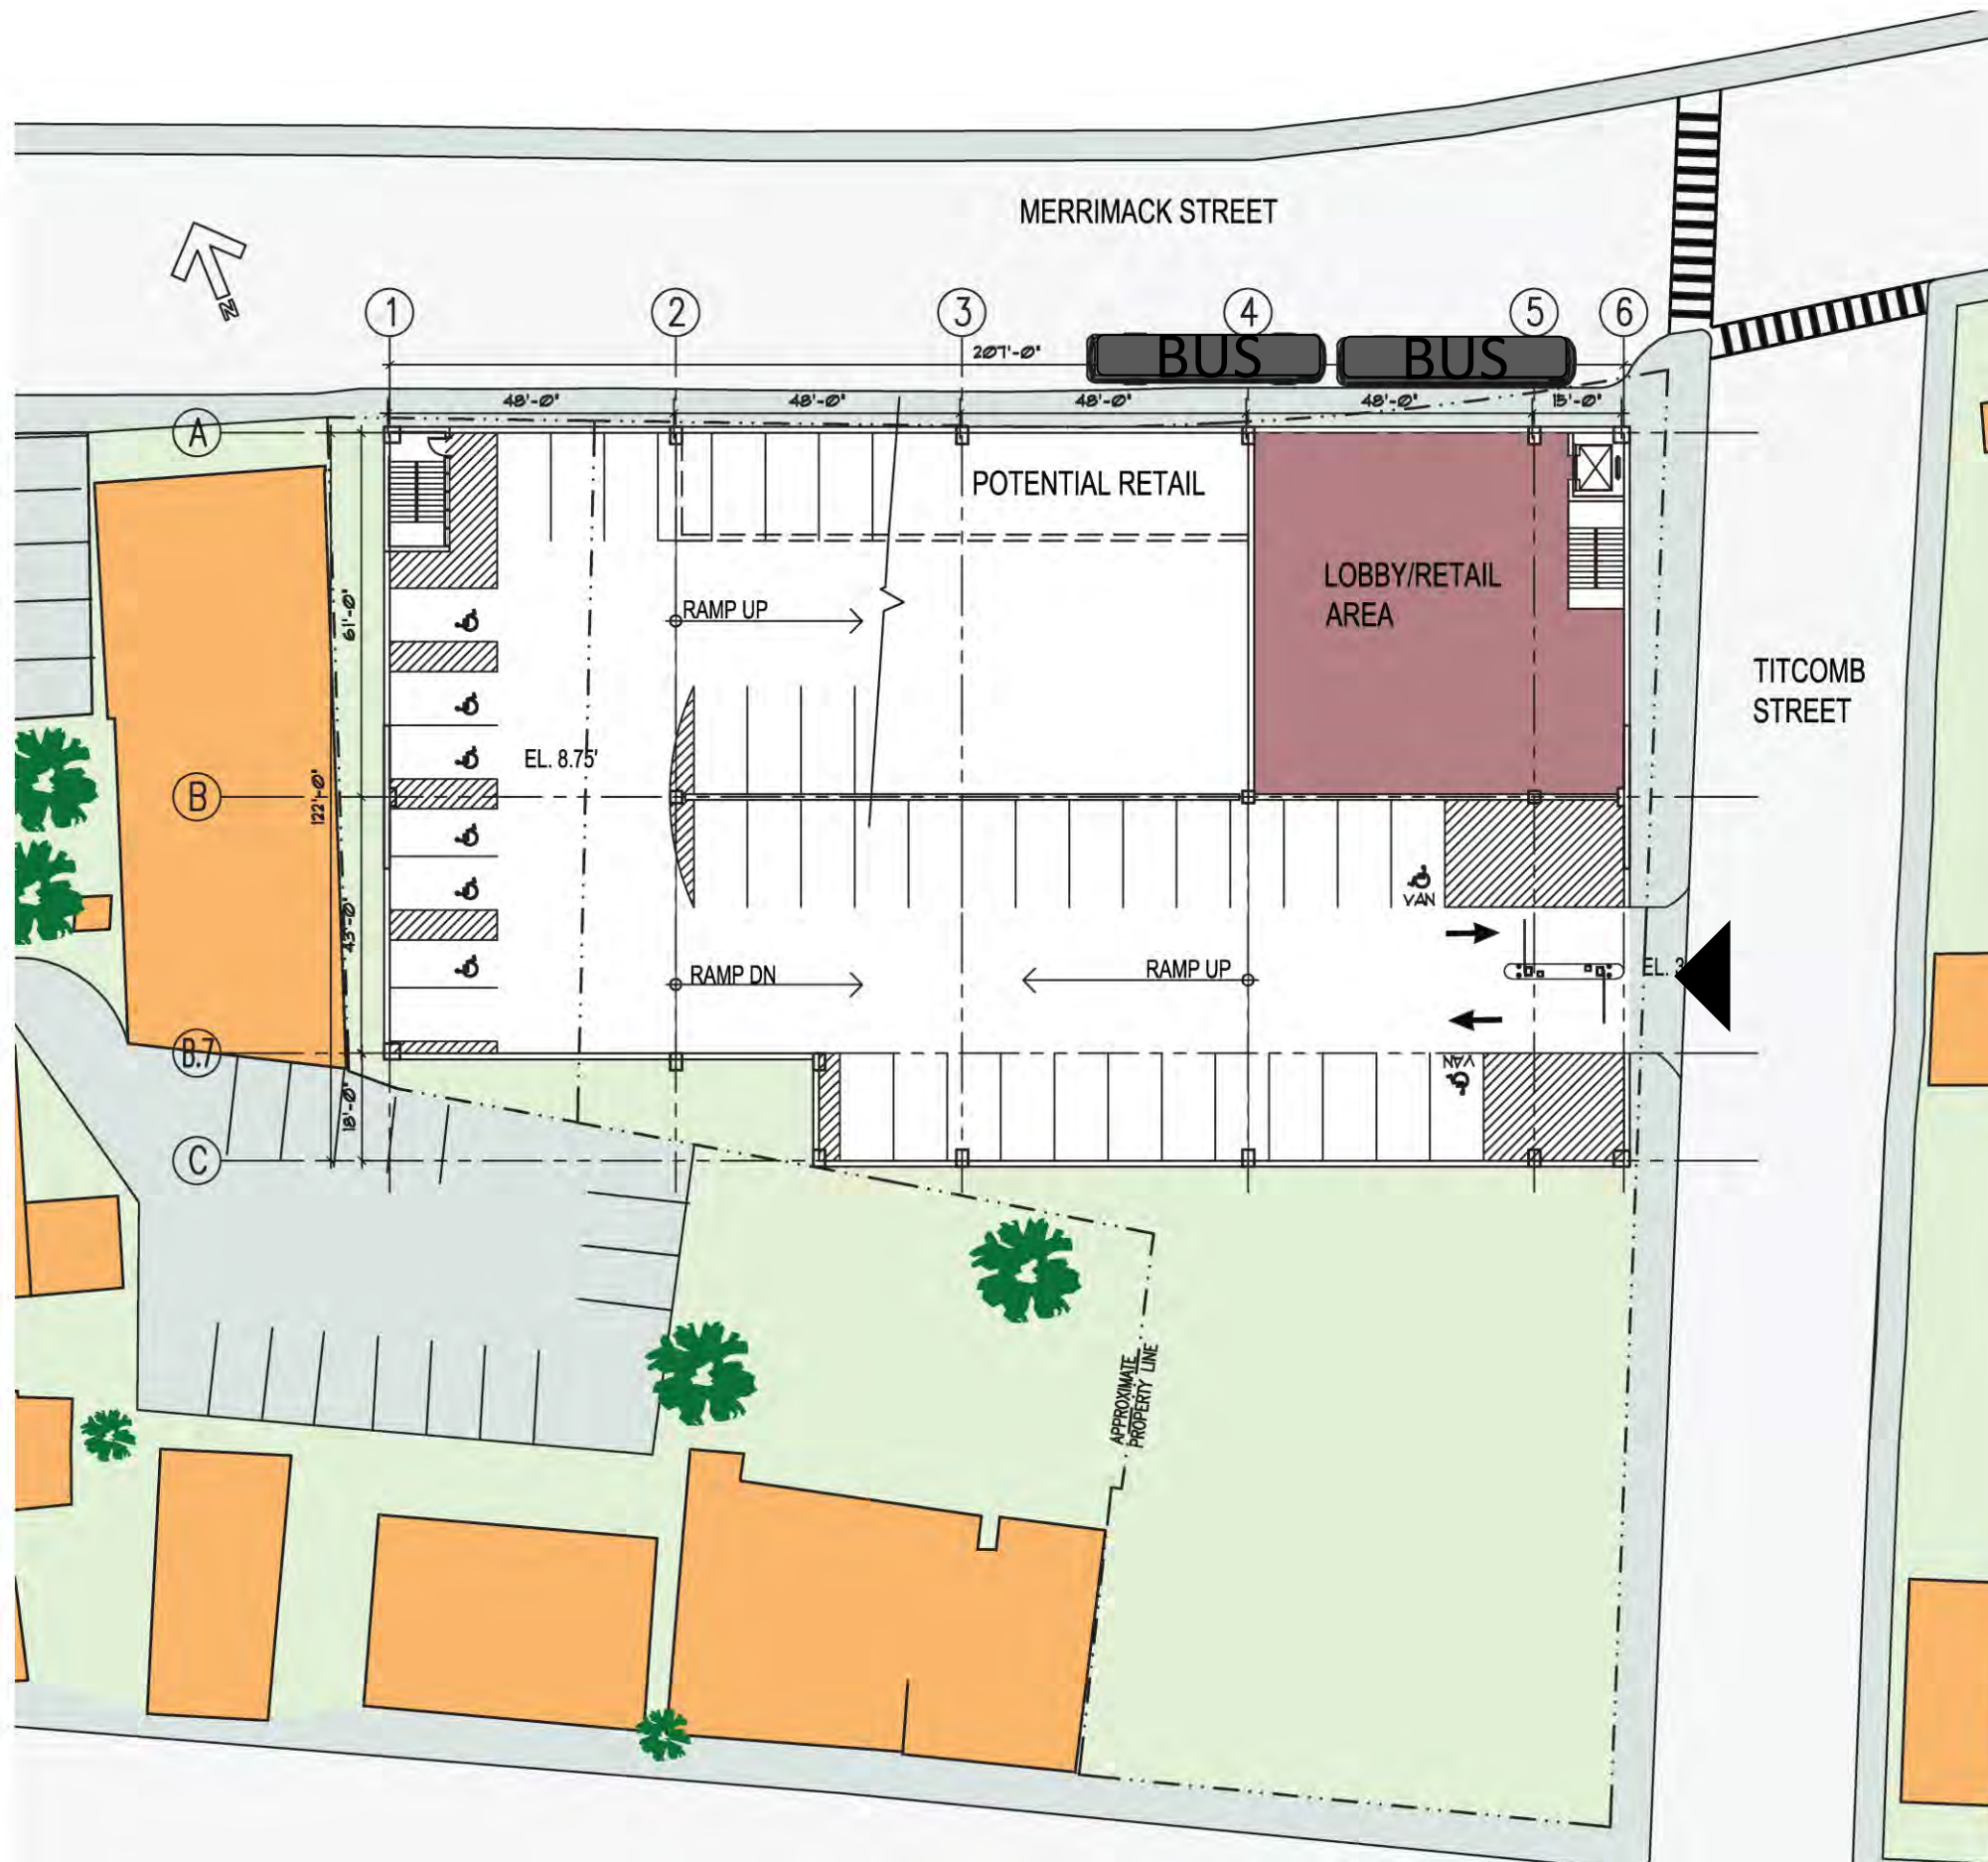 MERRIMACK STREET
N
1
2
3
4
5
6
207'-0"
BUS
BUS
48'-0"
48'-0"
48'-0"
48'-0"
15'-0"
A
POTENTIAL RETAIL
LOBBY/RETAIL
AREA
RAMP UP
61'-0"
TITCOMB
STREET
EL. 8.75'
B
122'-0"
VAN
43'-0"
RAMP DN
RAMP UP
EL. 3
B.7
VAN
18'-0"
C
APPROXIMATE
PROPERTY LINE